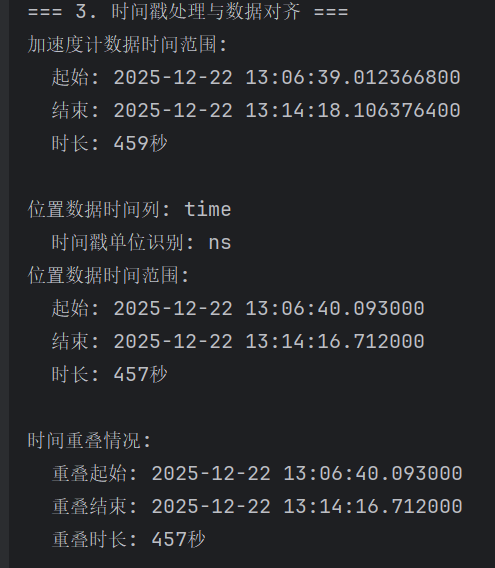 === 3. 时间戳处理与数据对齐 ===
加速度计数据时间范围:
起始: 2025-12-22 13:06:39.012366800
结束: 2025-12-22 13:14:18.106376400
时长: 459秒
位置数据时间列: time
时间戳单位识别: ns
位置数据时间范围:
起始: 2025-12-22 13:06:40.093000
结束: 2025-12-22 13:14:16.712000
时长: 457秒
时间重叠情况:
重叠起始: 2025-12-22 13:06:40.093000
重叠结束: 2025-12-22 13:14:16.712000
重叠时长: 457秒